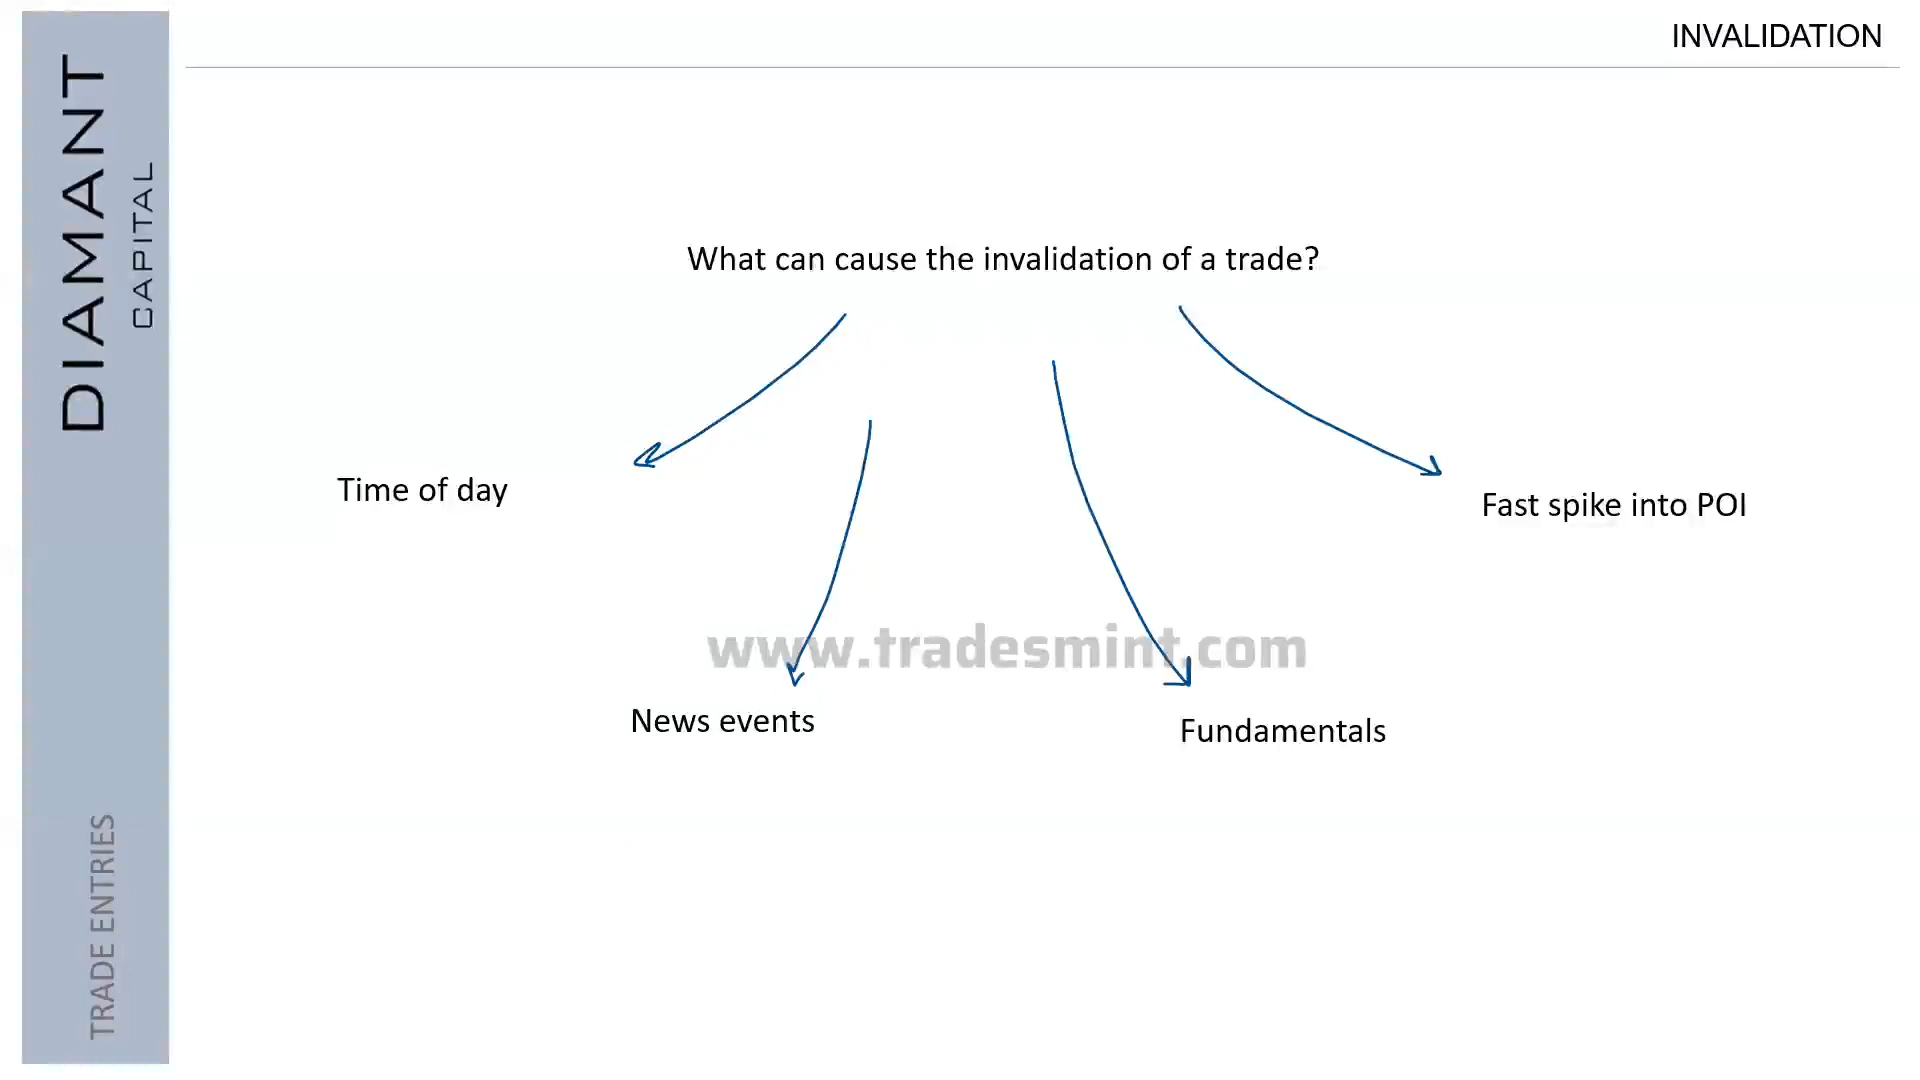 INVALIDATION
DIAMANT
CAPITAL
What can cause the invalidation of a trade?
Time of day
Fast spike into POI
www.tradesmint.com
News events
Fundamentals
TRADE ENTRIES